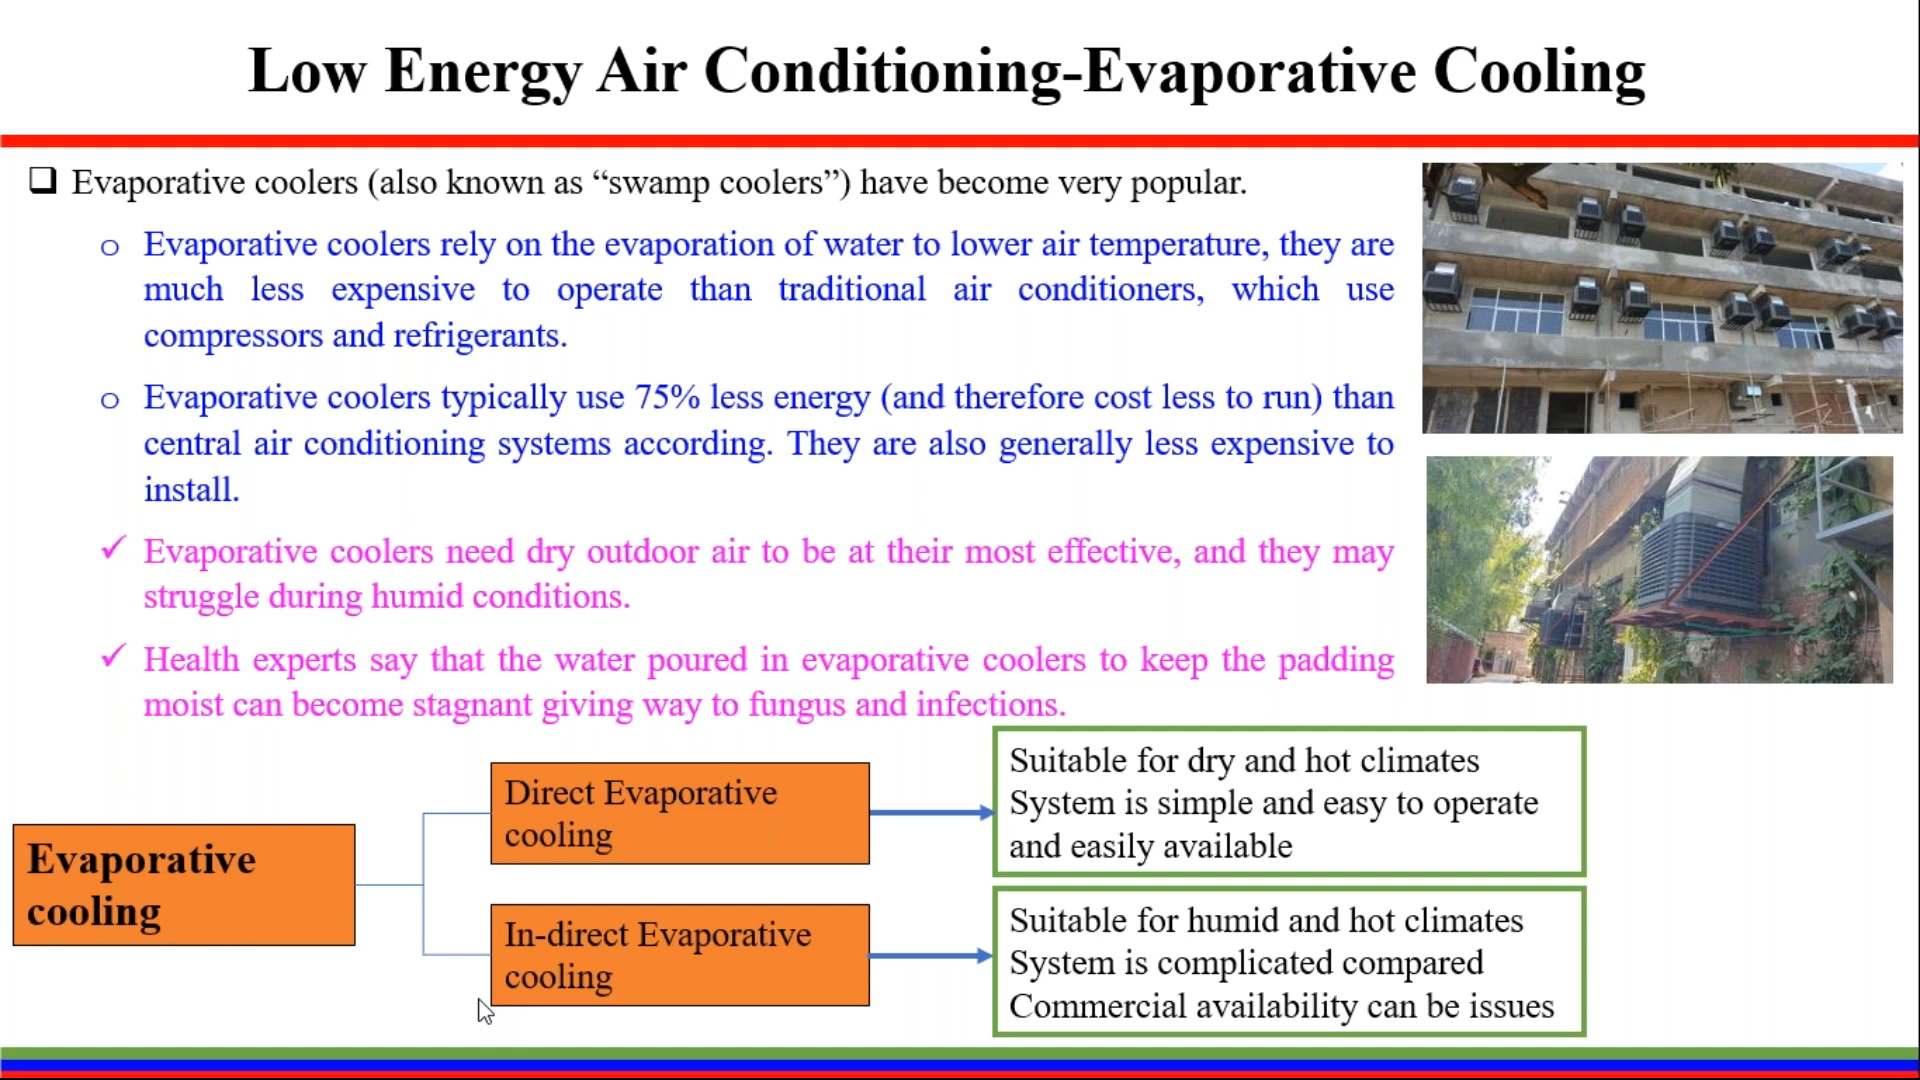 Low Energy Air Conditioning-Evaporative Cooling
Evaporative coolers (also known as “swamp coolers”) have become very popular.
Evaporative coolers rely on the evaporation of water to lower air temperature, they are
much less expensive to operate than traditional air conditioners, which use
compressors and refrigerants.
Evaporative coolers typically use 75% less energy (and therefore cost less to run) than
central air conditioning systems according. They are also generally less expensive to
install.
Evaporative coolers need dry outdoor air to be at their most effective, and they may
struggle during humid conditions.
Health experts say that the water poured in evaporative coolers to keep the padding
moist can become stagnant giving way to fungus and infections.
Evaporative
cooling
Direct Evaporative
cooling
Suitable for dry and hot climates
System is simple and easy to operate
and easily available
In-direct Evaporative
cooling
Suitable for humid and hot climates
System is complicated compared
Commercial availability can be issues